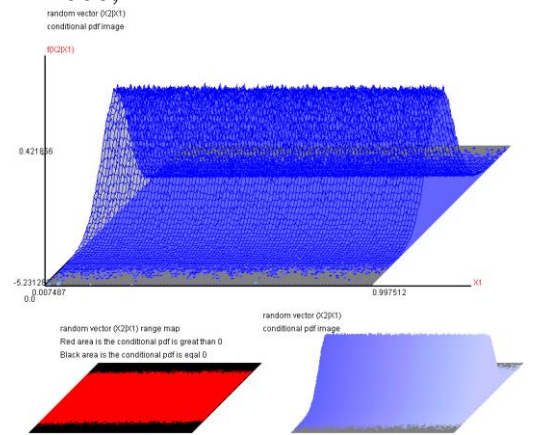 random vector (X2|X1)
conditional pdf image
f(X2|X1)
0.421856
-5.23128
0.007487
0.0
0.997512
X1
random vector (X2|X1) range map
Red area is the conditional pdf is great than 0
Black area is the conditional pdf is eqal 0
random vector (X2|X1)
conditional pdf image